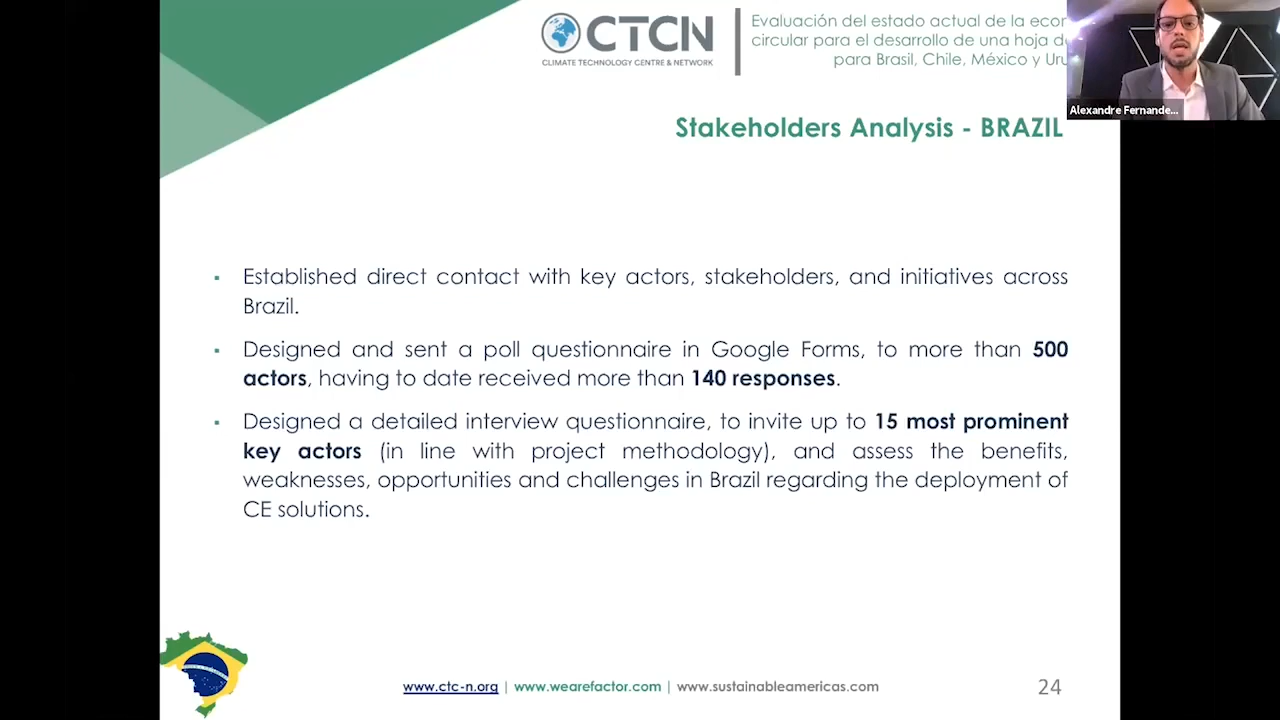 CTCN
CLIMATE TECHNOLOGY CENTRE & NETWORK
Evaluación del estado actual de la
circular para el desarrollo de una hoja
para Brasil, Chile, México y
Alexandre Fernande...
Stakeholders Analysis - BRAZIL
▪ Established direct contact with key actors, stakeholders, and initiatives across
Brazil.
▪ Designed and sent a poll questionnaire in Google Forms, to more than 500
actors, having to date received more than 140 responses.
▪ Designed a detailed interview questionnaire, to invite up to 15 most prominent
key actors (in line with project methodology), and assess the benefits,
weaknesses, opportunities and challenges in Brazil regarding the deployment of
CE solutions.
www.ctc-n.org | www.wearefactor.com | www.sustainableamericas.com
24